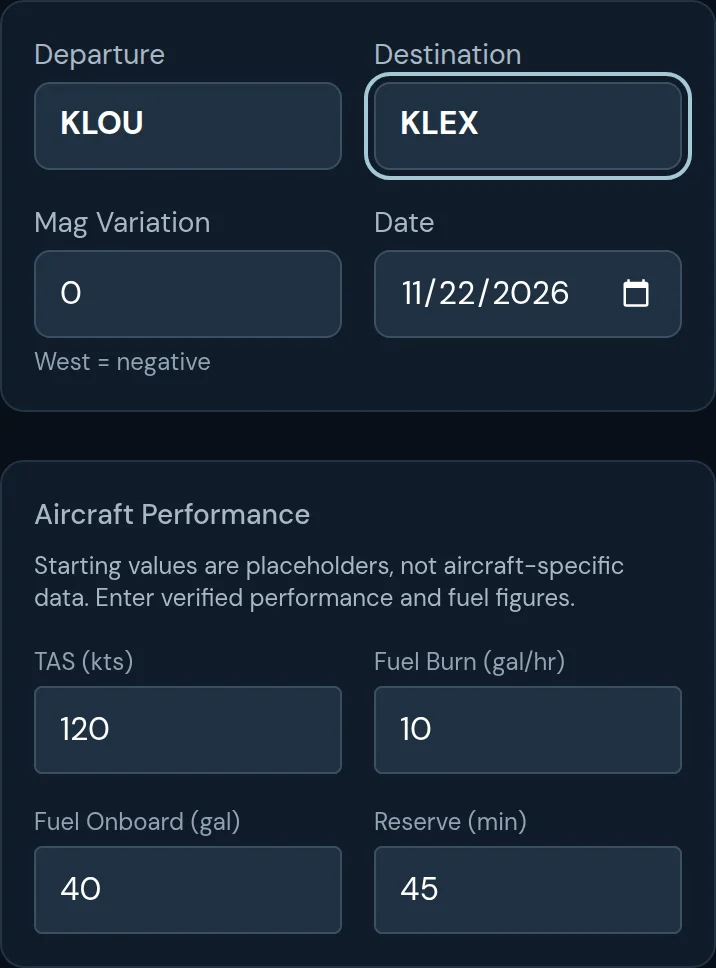 Departure
Destination
KLOU
KLEX
Mag Variation
Date
0
11/22/2026
West = negative
Aircraft Performance
Starting values are placeholders, not aircraft-specific
data. Enter verified performance and fuel figures.
TAS (kts)
Fuel Burn (gal/hr)
120
10
Fuel Onboard (gal)
Reserve (min)
40
45